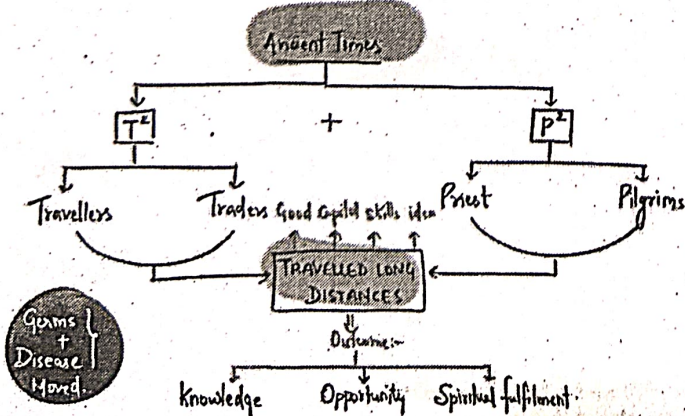 Ancient Times
T²
+
P²
Travellers
Traders
Good Capital skills idea
Priest
Pilgrims
TRAVELLED LONG
DISTANCES
Germs
+
Disease
Moved.
Outcome:-
Knowledge
Opportunity
Spiritual fulfilment.